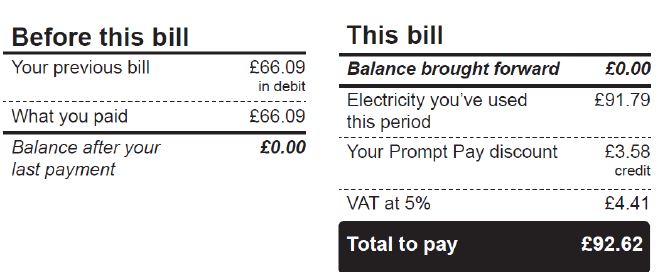 Before this bill
Your previous bill £66.09
in debit
What you paid £66.09
Balance after your £0.00
last payment
This bill
Balance brought forward £0.00
Electricity you've used £91.79
this period
Your Prompt Pay discount £3.58
credit
VAT at 5% £4.41
Total to pay £92.62